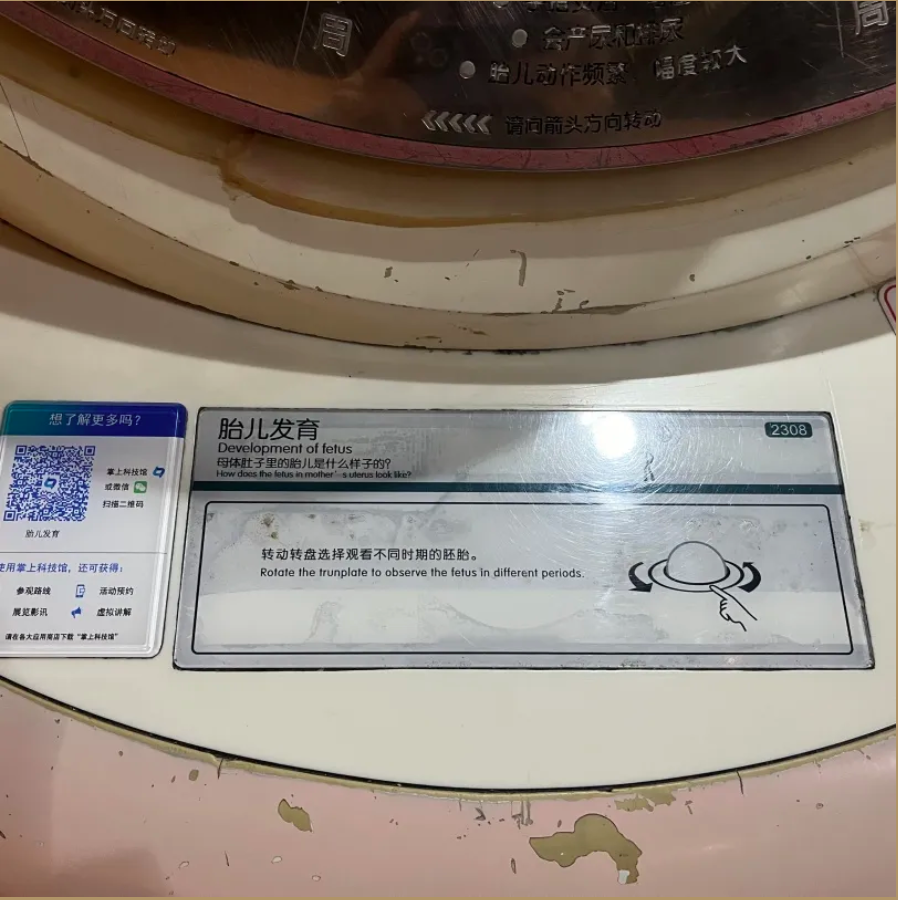 周
周
会产尿和排尿
胎儿动作频繁，幅度较大
箭头方向转动
请向箭头方向转动
想了解更多吗？
掌上科技馆
或微信
扫描二维码
胎儿发育
使用掌上科技馆，还可获得：
参观路线
活动预约
展览影讯
虚拟讲解
请在各大应用商店下载“掌上科技馆”
胎儿发育
2308
Development of fetus
母体肚子里的胎儿是什么样子的？
How does the fetus in mother’s uterus look like?
转动转盘选择观看不同时期的胚胎。
Rotate the trunplate to observe the fetus in different periods.